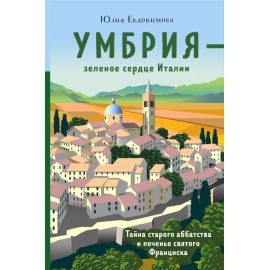 Юлия Евдокимова
УМБРИЯ —
зеленое сердце Италии
Тайна старого аббатства
и печенье святого
Франциска